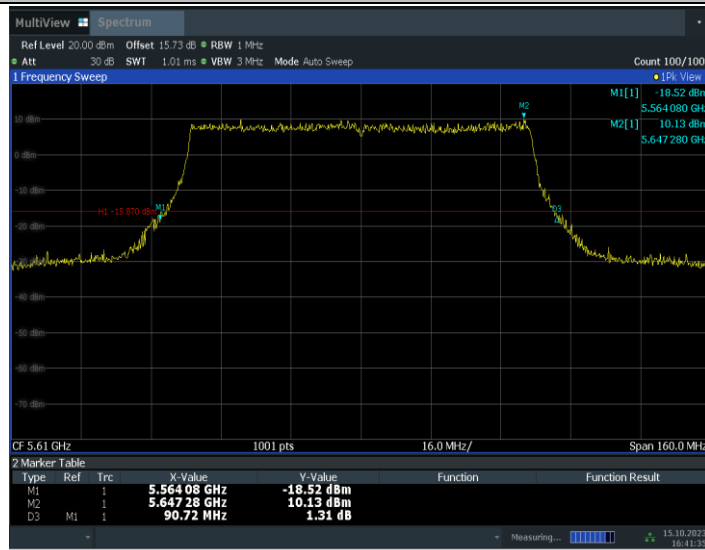 MultiView Spectrum
Ref Level 20.00 dBm Offset 15.73 dB RBW 1 MHz
Att 30 dB SWT 1.01 ms VBW 3 MHz Mode Auto Sweep Count 100/100
1 Frequency Sweep 1Pk View
M1[1] -18.52 dBm
5.564080 GHz
M2[1] 10.13 dBm
5.647280 GHz
M2
10 dBm
0 dBm
-10 dBm
H1 -15.870 dBm M1 D3
-20 dBm
-40 dBm
-50 dBm
-60 dBm
-70 dBm
CF 5.61 GHz 1001 pts 16.0 MHz/ Span 160.0 MHz
2 Marker Table
Type Ref Trc X-Value Y-Value Function Function Result
M1 1 5.564 08 GHz -18.52 dBm
M2 1 5.647 28 GHz 10.13 dBm
D3 M1 1 90.72 MHz 1.31 dB
Measuring... 15.10.2023
16:41:35